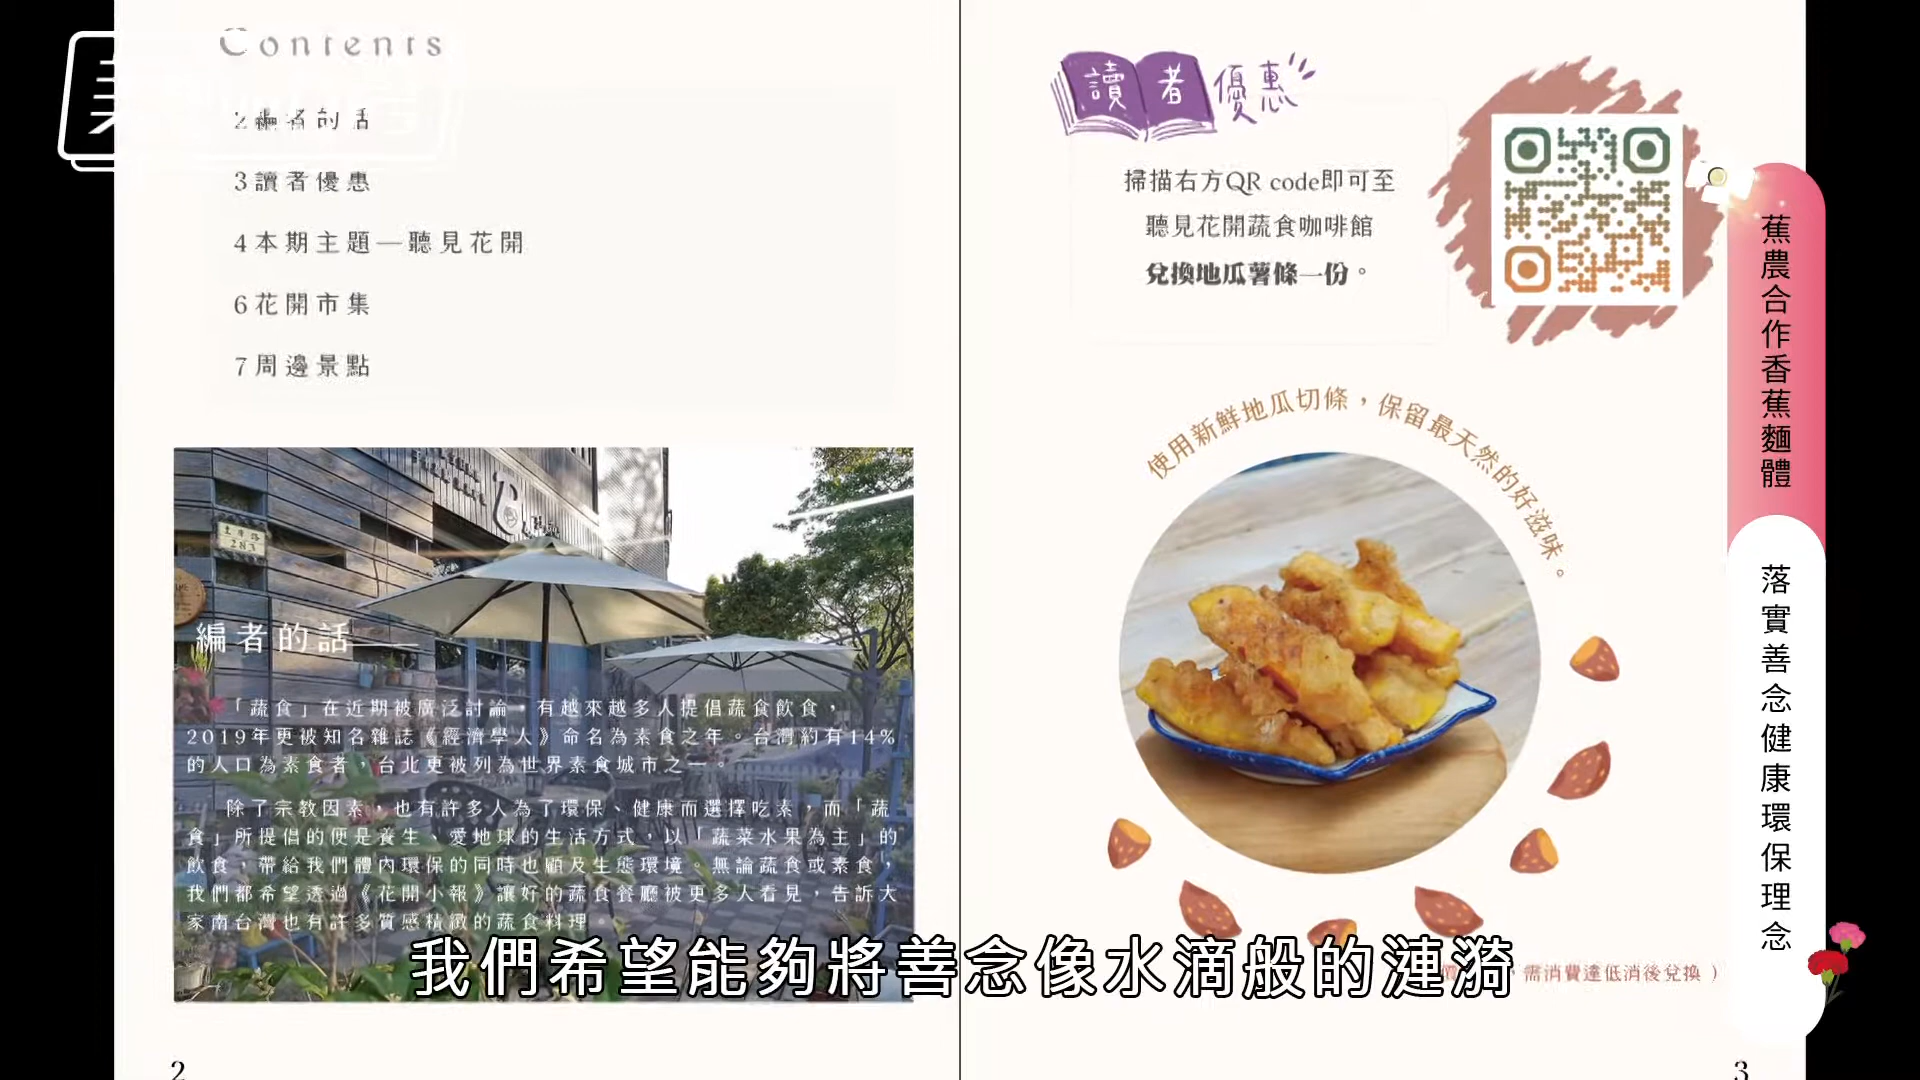 Contents
2編者的話
3讀者優惠
4本期主題—聽見花開
6花開市集
7周邊景點
編者的話
「蔬食」在近期被廣泛討論，有越來越多人提倡蔬食飲食，
2019年更被知名雜誌《經濟學人》命名為素食之年。台灣約有14%
的人口為素食者，台北更被列為世界素食城市之一。
除了宗教因素，也有許多人為了環保、健康而選擇吃素，而「蔬
食」所提倡的便是養生、愛地球的生活方式，以「蔬菜水果為主」的
飲食，帶給我們體內環保的同時也顧及生態環境。無論蔬食或素食，
我們都希望透過《花開小報》讓好的蔬食餐廳被更多人看見，告訴大
家南台灣也有許多質感精緻的蔬食料理。
2
讀者優惠
掃描右方QR code即可至
聽見花開蔬食咖啡館
兌換地瓜薯條一份。
使用新鮮地瓜切條，保留最天然的好滋味。
，需消費達低消後兌換）
3
蕉農合作香蕉麵體
落實善念健康環保理念
我們希望能夠將善念像水滴般的漣漪